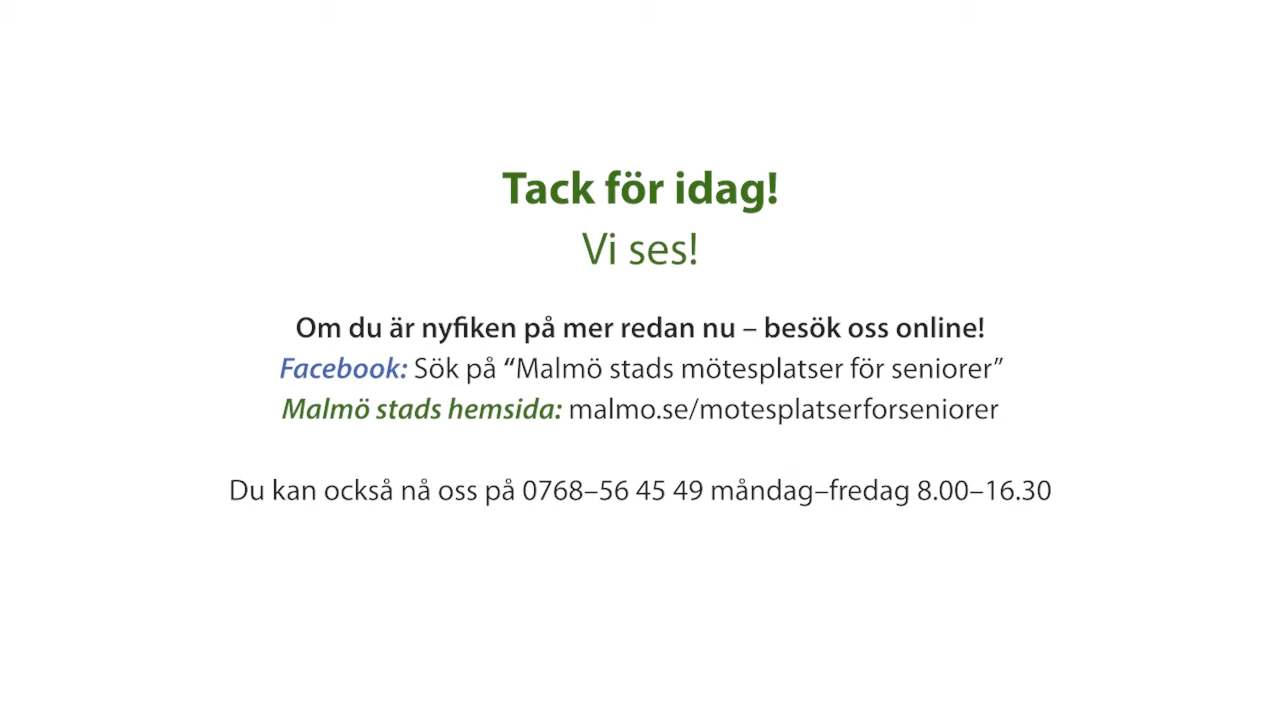 Tack för idag!
Vi ses!
Om du är nyfiken på mer redan nu – besök oss online!
Facebook: Sök på “Malmö stads mötesplatser för seniorer”
Malmö stads hemsida: malmo.se/motesplatserforseniorer
Du kan också nå oss på 0768–56 45 49 måndag–fredag 8.00–16.30